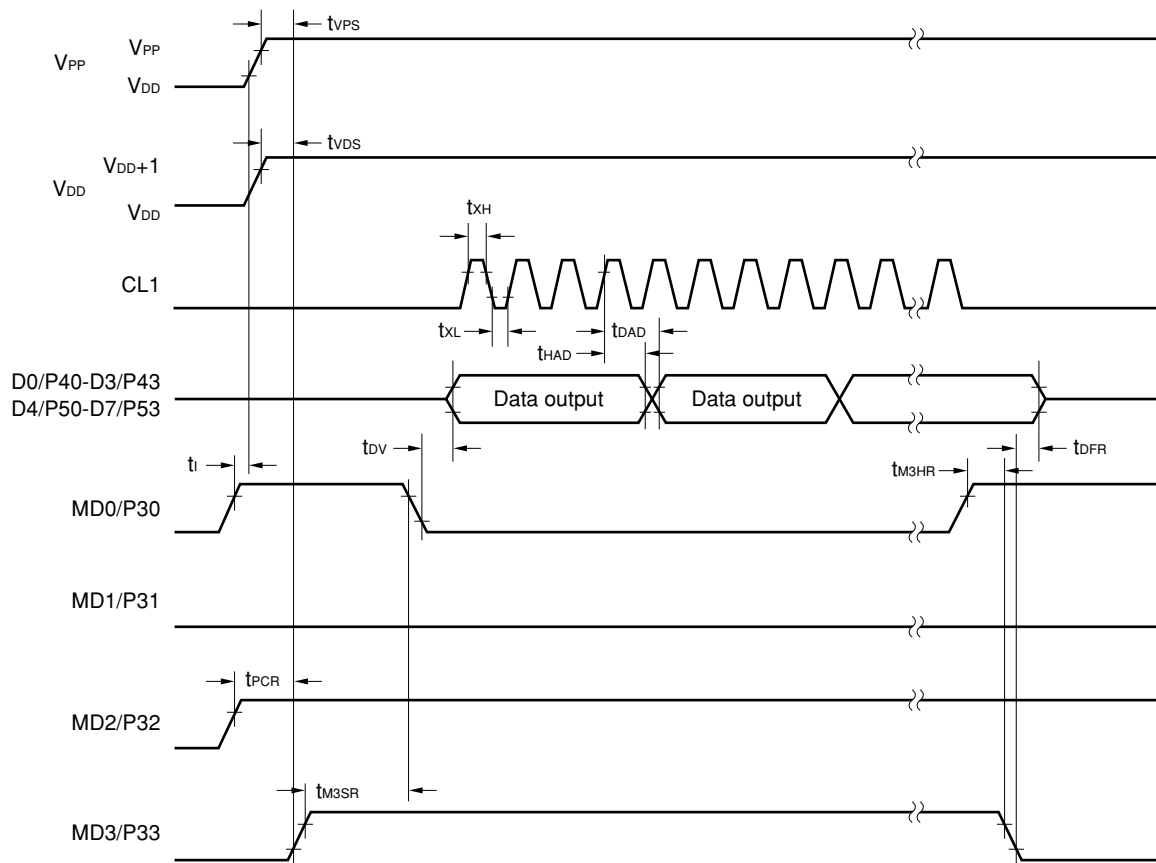 tVPS
VPP
VPP
VDD
tVDS
VDD+1
VDD
VDD
tXH
CL1
tXL
tDAD
tHAD
D0/P40-D3/P43
D4/P50-D7/P53
Data output
Data output
tDV
tDFR
tI
tM3HR
MD0/P30
MD1/P31
tPCR
MD2/P32
tM3SR
MD3/P33